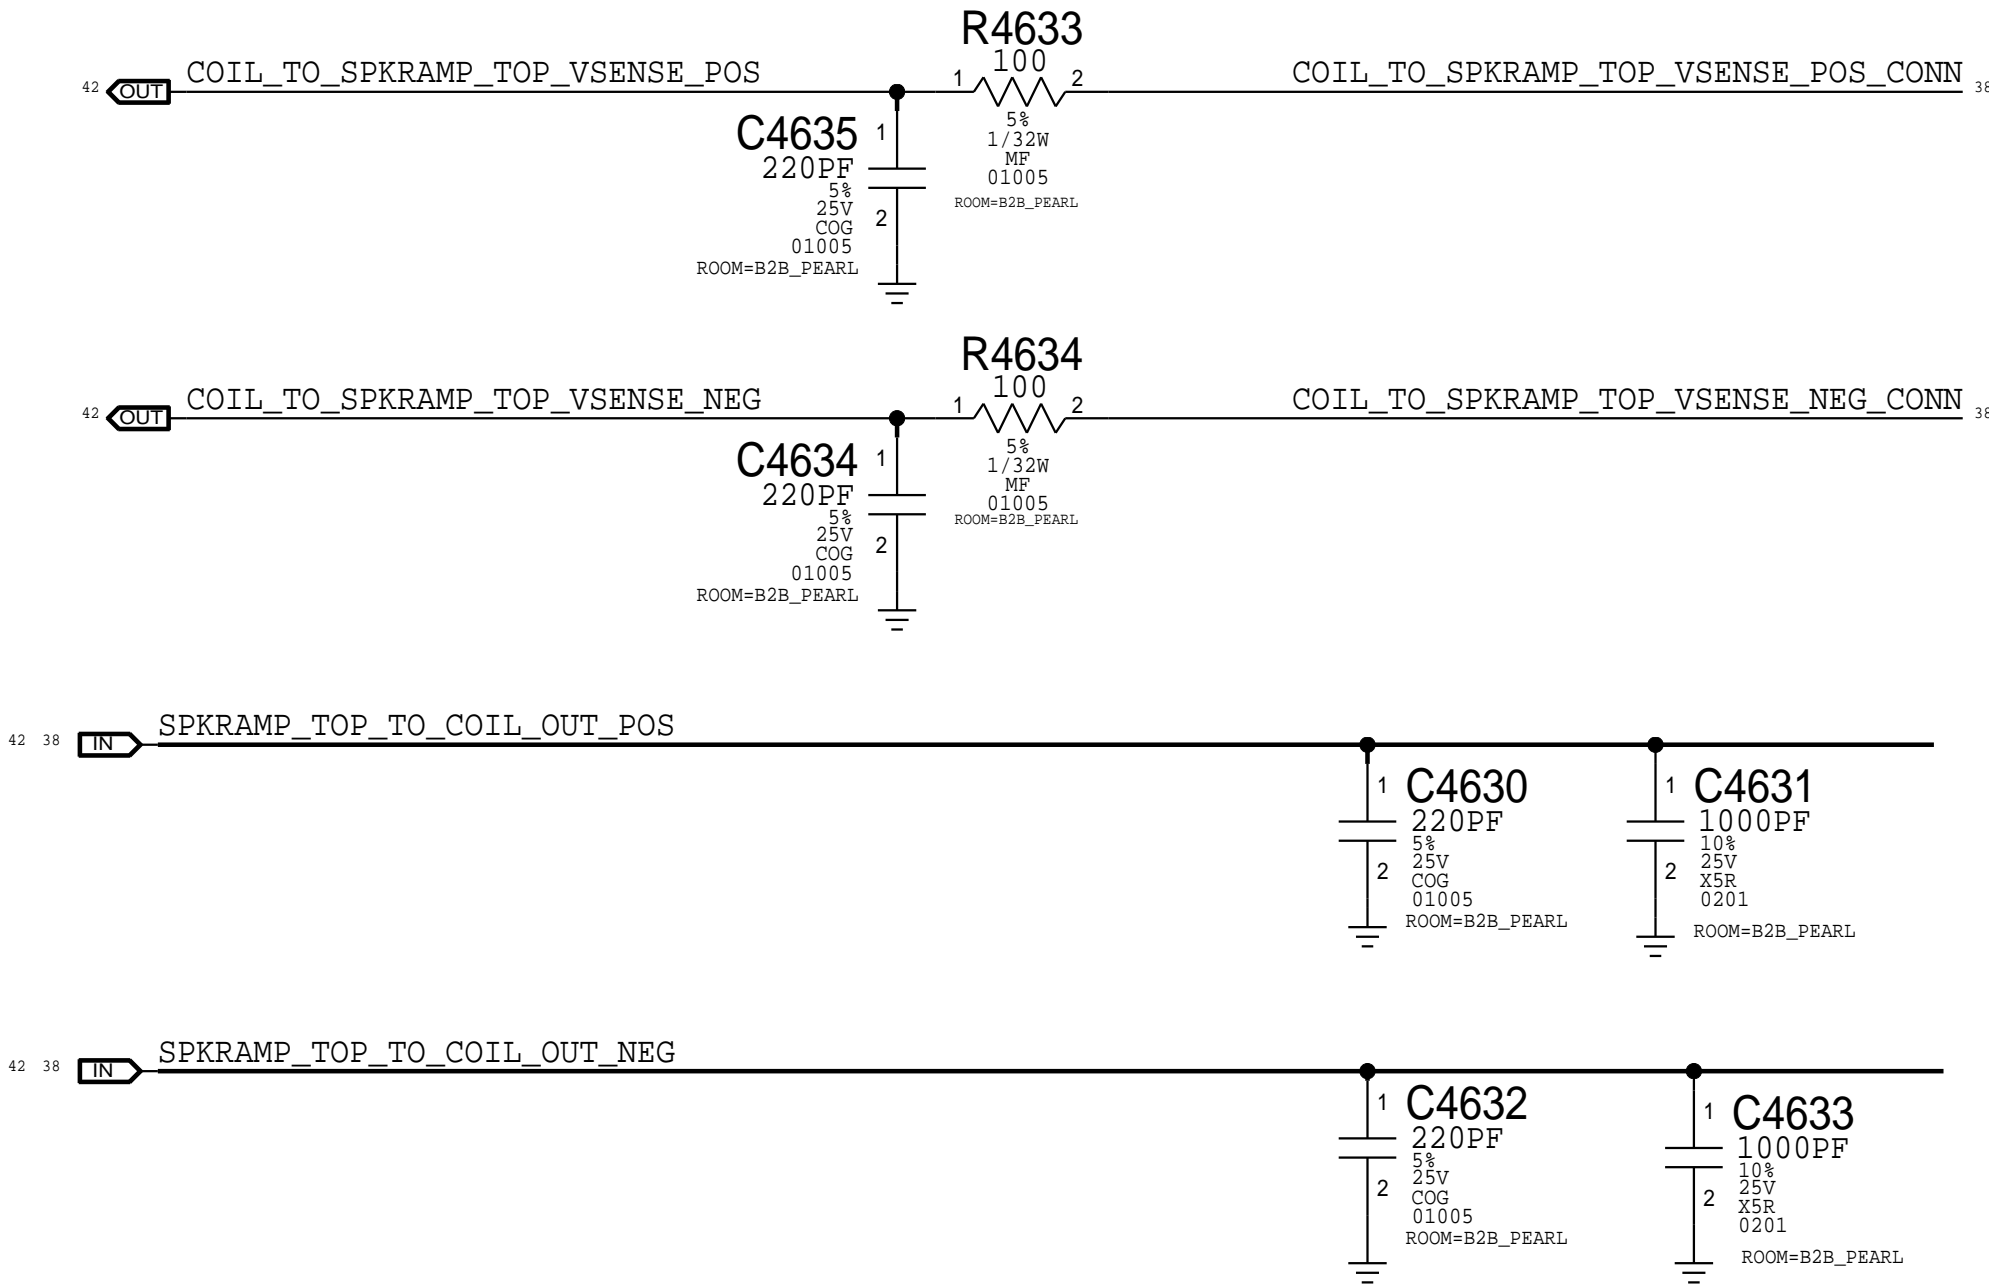 R4633
100
42 OUT COIL_TO_SPKRAMP_TOP_VSENSE_POS 1 2 COIL_TO_SPKRAMP_TOP_VSENSE_POS_CONN 38
5%
1/32W
MF
01005
ROOM=B2B_PEARL
C4635 1
220PF
5%
25V
COG 2
01005
ROOM=B2B_PEARL
R4634
100
42 OUT COIL_TO_SPKRAMP_TOP_VSENSE_NEG 1 2 COIL_TO_SPKRAMP_TOP_VSENSE_NEG_CONN 38
5%
1/32W
MF
01005
ROOM=B2B_PEARL
C4634 1
220PF
5%
25V
COG 2
01005
ROOM=B2B_PEARL
42 38 IN SPKRAMP_TOP_TO_COIL_OUT_POS
1 C4630
220PF
5%
25V
2 COG
01005
ROOM=B2B_PEARL
1 C4631
1000PF
10%
25V
2 X5R
0201
ROOM=B2B_PEARL
42 38 IN SPKRAMP_TOP_TO_COIL_OUT_NEG
1 C4632
220PF
5%
25V
2 COG
01005
ROOM=B2B_PEARL
1 C4633
1000PF
10%
25V
2 X5R
0201
ROOM=B2B_PEARL